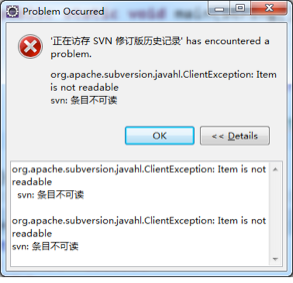 Problem Occurred
'正在访存 SVN 修订版历史记录' has encountered a
problem.
org.apache.subversion.javahl.ClientException: Item
is not readable
svn: 条目不可读
OK
<< Details
org.apache.subversion.javahl.ClientException: Item is not
readable
svn: 条目不可读
org.apache.subversion.javahl.ClientException: Item is not
readable
svn: 条目不可读